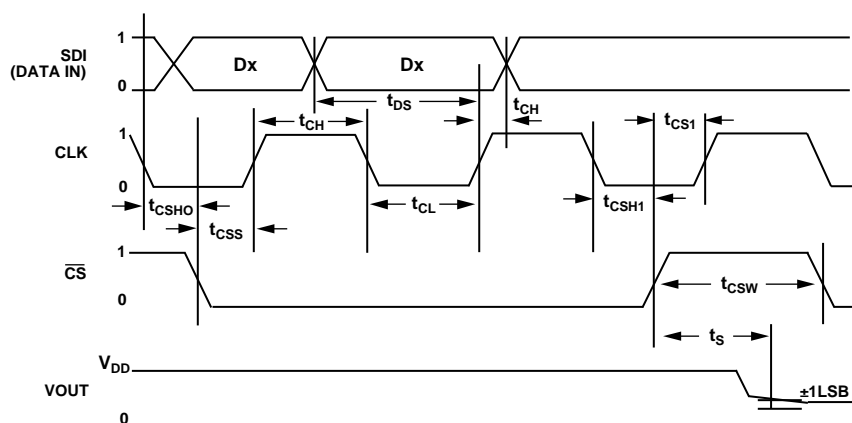 SDI
(DATA IN)
1
0
Dx
Dx
tDS
tCH
tCH
tCS1
CLK
1
0
tCSHO
tCSS
tCL
tCSH1
CS
1
0
tCSW
tS
VOUT
VDD
0
±1LSB